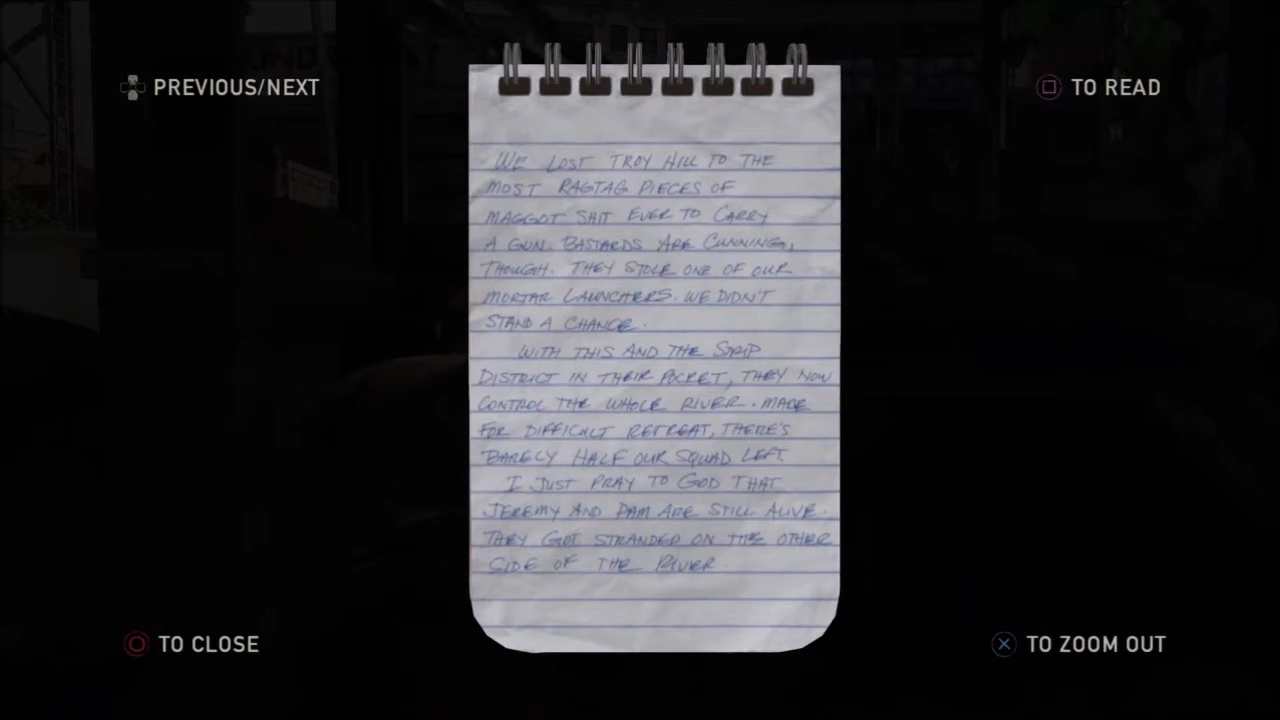 PREVIOUS/NEXT
TO READ
WE LOST TROY HILL TO THE
MOST RAGTAG PIECES OF
MAGGOT SHIT EVER TO CARRY
A GUN. BASTARDS ARE CUNNING,
THOUGH. THEY STOLE ONE OF OUR
MORTAR LAUNCHERS. WE DIDN'T
STAND A CHANCE.
WITH THIS AND THE STRIP
DISTRICT IN THEIR POCKET, THEY NOW
CONTROL THE WHOLE RIVER. MADE
FOR DIFFICULT RETREAT, THERE'S
BARELY HALF OUR SQUAD LEFT.
I JUST PRAY TO GOD THAT
JEREMY AND PAM ARE STILL ALIVE.
THEY GOT STRANDED ON THE OTHER
SIDE OF THE RIVER.
TO CLOSE
TO ZOOM OUT